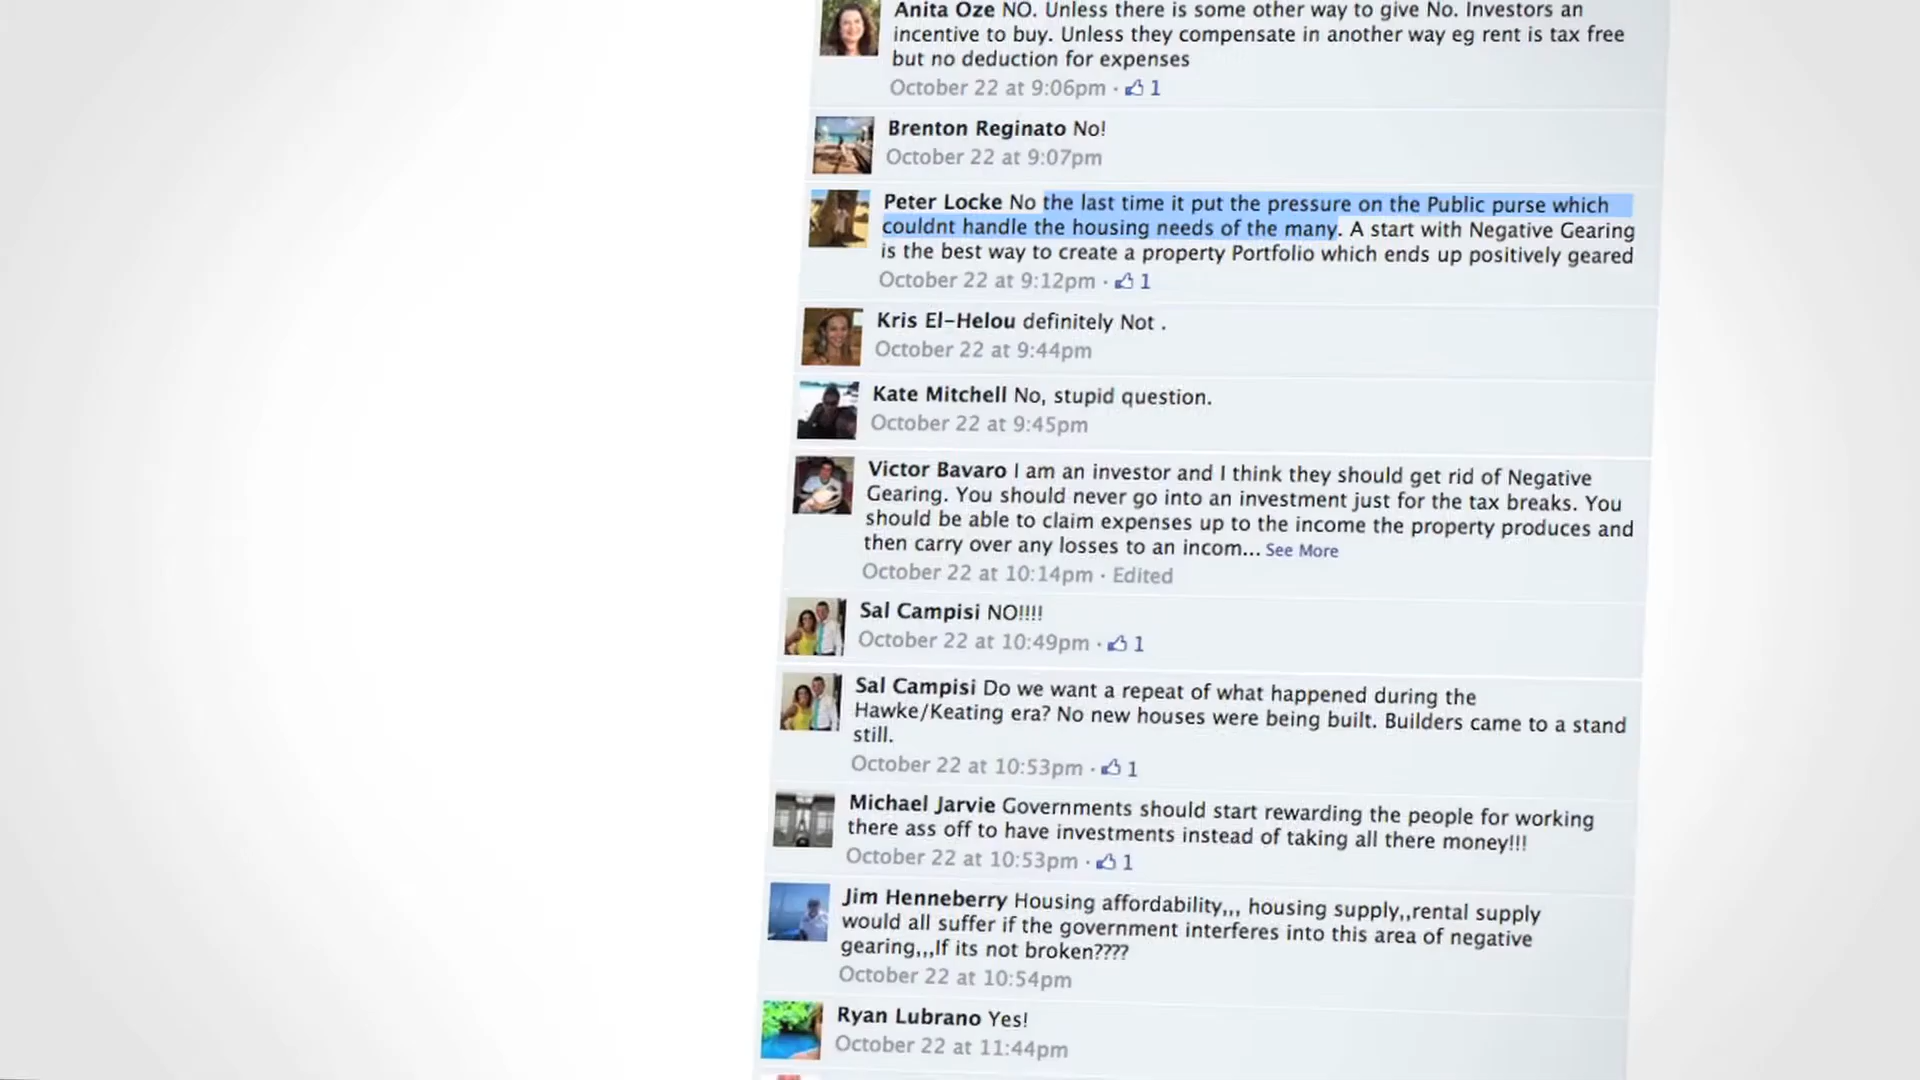 Anita Oze NO. Unless there is some other way to give No. Investors an
incentive to buy. Unless they compensate in another way eg rent is tax free
but no deduction for expenses
October 22 at 9:06pm · 1
Brenton Reginato No!
October 22 at 9:07pm
Peter Locke No the last time it put the pressure on the Public purse which
couldnt handle the housing needs of the many. A start with Negative Gearing
is the best way to create a property Portfolio which ends up positively geared
October 22 at 9:12pm · 1
Kris El-Helou definitely Not .
October 22 at 9:44pm
Kate Mitchell No, stupid question.
October 22 at 9:45pm
Victor Bavaro I am an investor and I think they should get rid of Negative
Gearing. You should never go into an investment just for the tax breaks. You
should be able to claim expenses up to the income the property produces and
then carry over any losses to an incom... See More
October 22 at 10:14pm · Edited
Sal Campisi NO!!!!
October 22 at 10:49pm · 1
Sal Campisi Do we want a repeat of what happened during the
Hawke/Keating era? No new houses were being built. Builders came to a stand
still.
October 22 at 10:53pm · 1
Michael Jarvie Governments should start rewarding the people for working
there ass off to have investments instead of taking all there money!!!
October 22 at 10:53pm · 1
Jim Henneberry Housing affordability,,, housing supply,,rental supply
would all suffer if the government interferes into this area of negative
gearing,,,If its not broken????
October 22 at 10:54pm
Ryan Lubrano Yes!
October 22 at 11:44pm